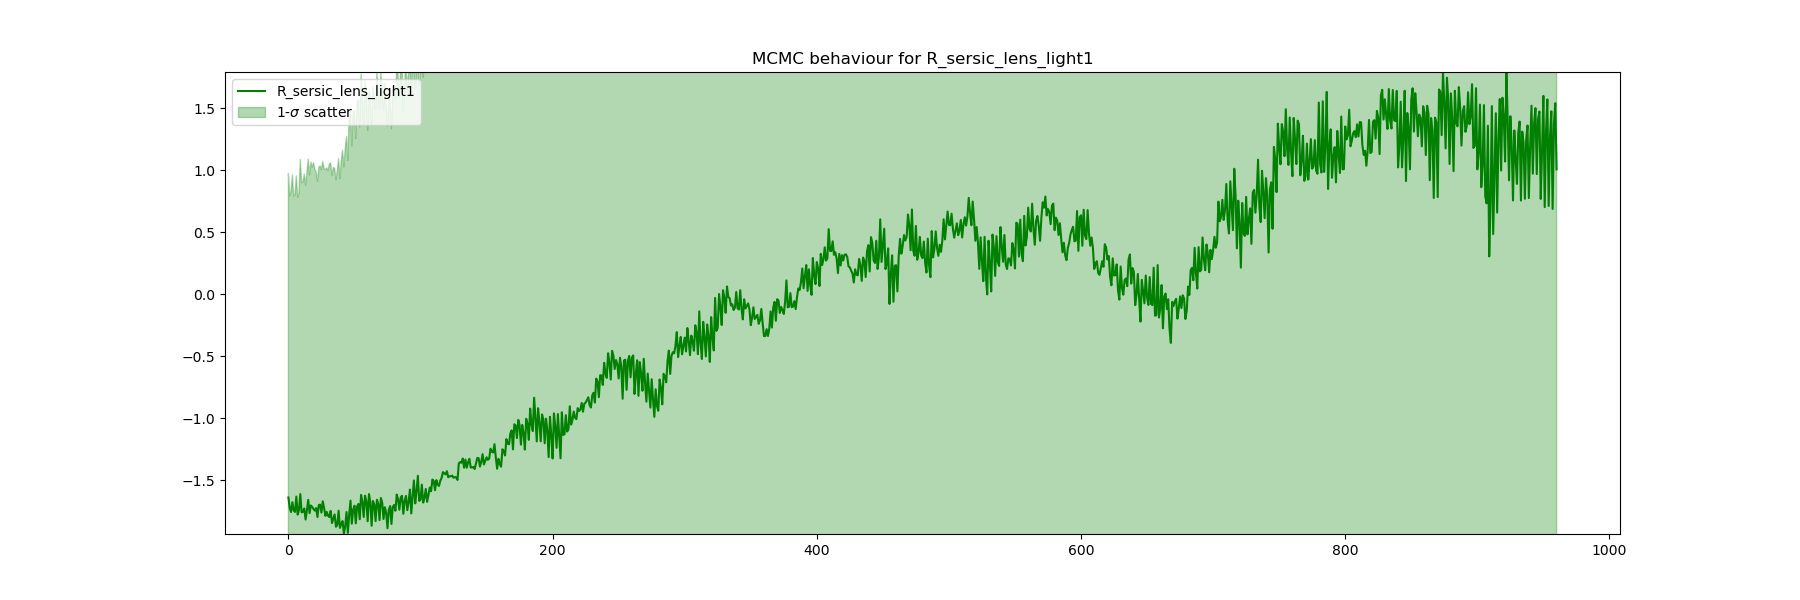 MCMC behaviour for R_sersic_lens_light1
R_sersic_lens_light1
1-σ scatter
1.5
1.0
0.5
0.0
−0.5
−1.0
−1.5
0 200 400 600 800 1000